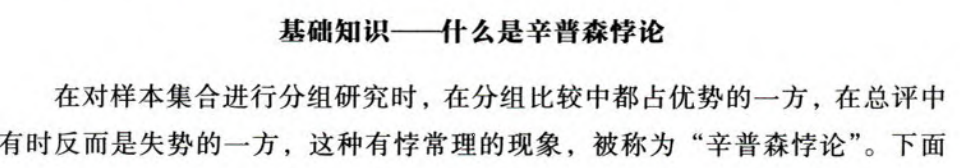 基础知识——什么是辛普森悖论
在对样本集合进行分组研究时，在分组比较中都占优势的一方，在总评中
有时反而是失势的一方，这种有悖常理的现象，被称为“辛普森悖论”。下面